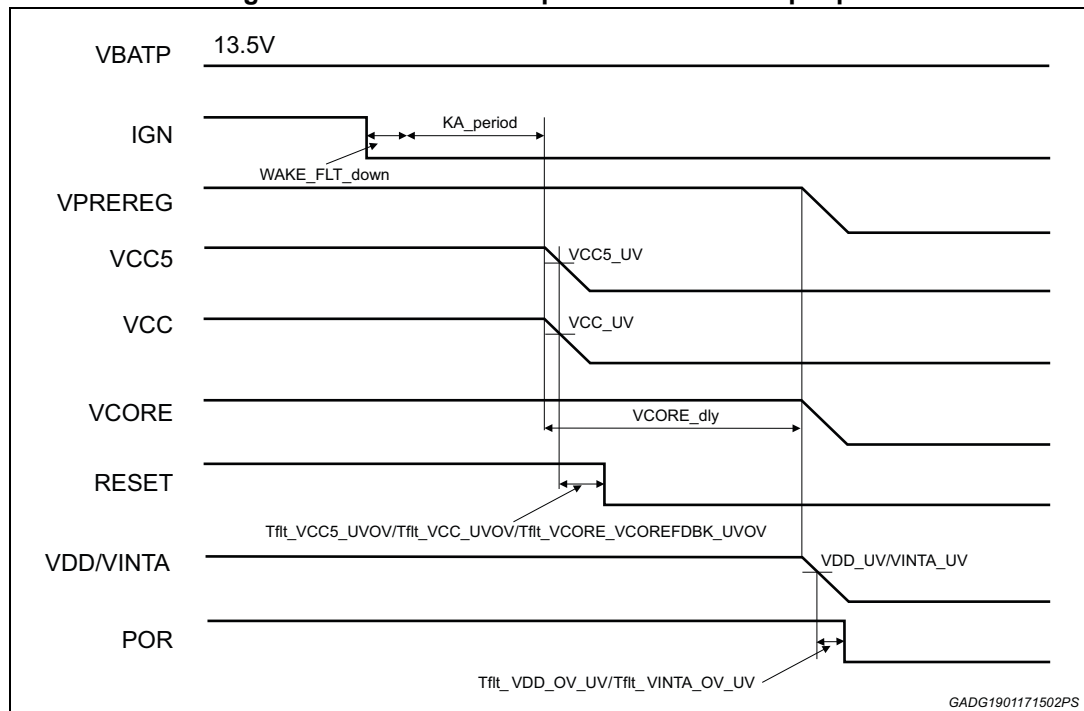 VBATP
13.5V
IGN
KA_period
WAKE_FLT_down
VPREREG
VCC5
VCC5_UV
VCC
VCC_UV
VCORE
VCORE_dly
RESET
Tflt_VCC5_UVOV/Tflt_VCC_UVOV/Tflt_VCORE_VCOREFDBK_UVOV
VDD/VINTA
VDD_UV/VINTA_UV
POR
Tflt_VDD_OV_UV/Tflt_VINTA_OV_UV
GADG1901171502PS